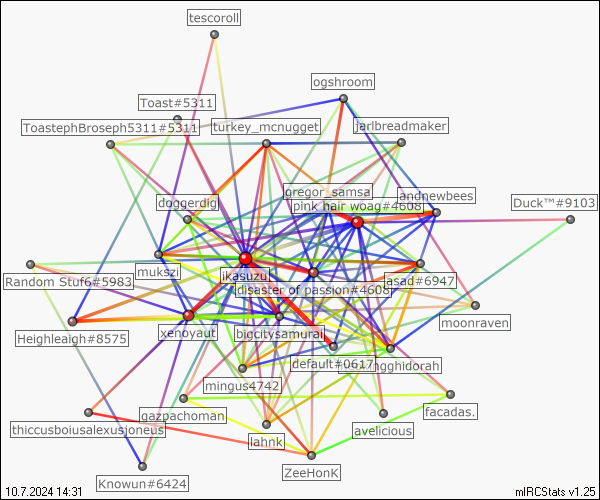 tescoroll
ogshroom
Toast#5311
ToastephBroseph5311#5311
turkey_mcnugget
jarlbreadmaker
gregor_samsa
andnewbees
doggerdig
pink hair woag#4608
Duck™#9103
mukszi
ikasuzu
asad#6947
Random Stuf6#5983
disaster of passion#4608
moonraven
Heighleaigh#8575
xenoyaut
bigcitysamurai
default#0617
ngghidorah
mingus4742
gazpachoman
facadas.
thiccusboiusalexusjoneus
avelicious
lahnk
ZeeHonK
Knowun#6424
10.7.2024 14:31
mIRCStats v1.25